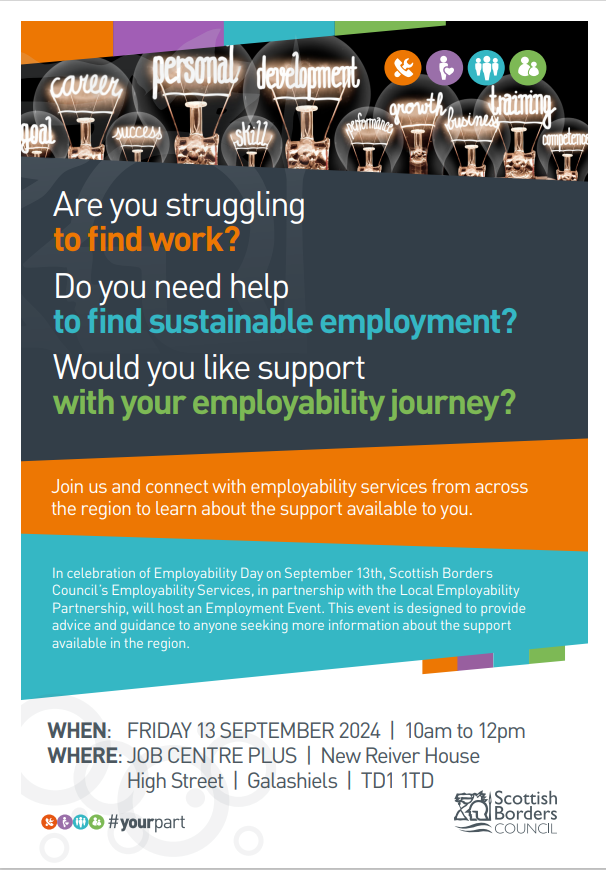 career
personal
development
goal
success
skill
performance
growth
business
training
competence
Are you struggling
to find work?
Do you need help
to find sustainable employment?
Would you like support
with your employability journey?
Join us and connect with employability services from across
the region to learn about the support available to you.
In celebration of Employability Day on September 13th, Scottish Borders
Council's Employability Services, in partnership with the Local Employability
Partnership, will host an Employment Event. This event is designed to provide
advice and guidance to anyone seeking more information about the support
available in the region.
WHEN: FRIDAY 13 SEPTEMBER 2024 | 10am to 12pm
WHERE: JOB CENTRE PLUS | New Reiver House
High Street | Galashiels | TD1 1TD
#yourpart
Scottish
Borders
COUNCIL